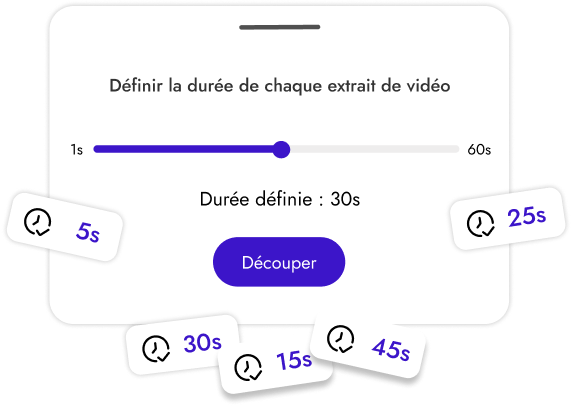 Définir la durée de chaque extrait de vidéo
1s
60s
Durée définie : 30s
5s
25s
Découper
30s
15s
45s